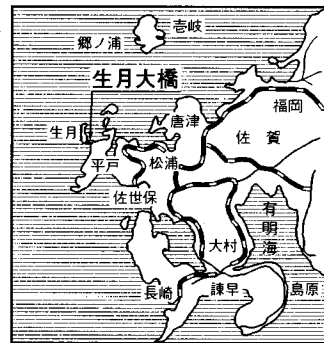 壱岐
郷ノ浦
生月大橋
福岡
唐津
生月
佐賀
平戸
松浦
佐世保
有明海
大村
長崎
諫早
島原